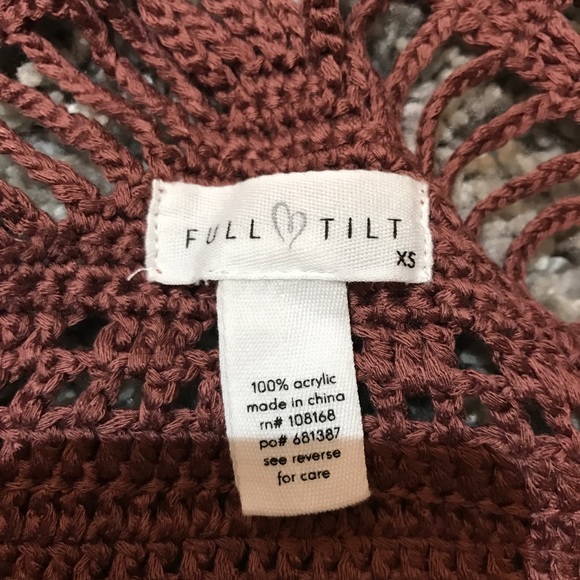 FULL TILT
XS
100% acrylic
made in china
rn# 108168
po# 681387
see reverse
for care